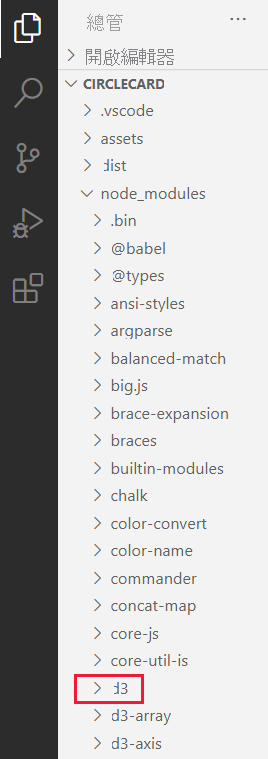 總管
開啟編輯器
CIRCLECARD
.vscode
assets
dist
node_modules
.bin
@babel
@types
ansi-styles
argparse
balanced-match
big.js
brace-expansion
braces
builtin-modules
chalk
color-convert
color-name
commander
concat-map
core-js
core-util-is
d3
d3-array
d3-axis